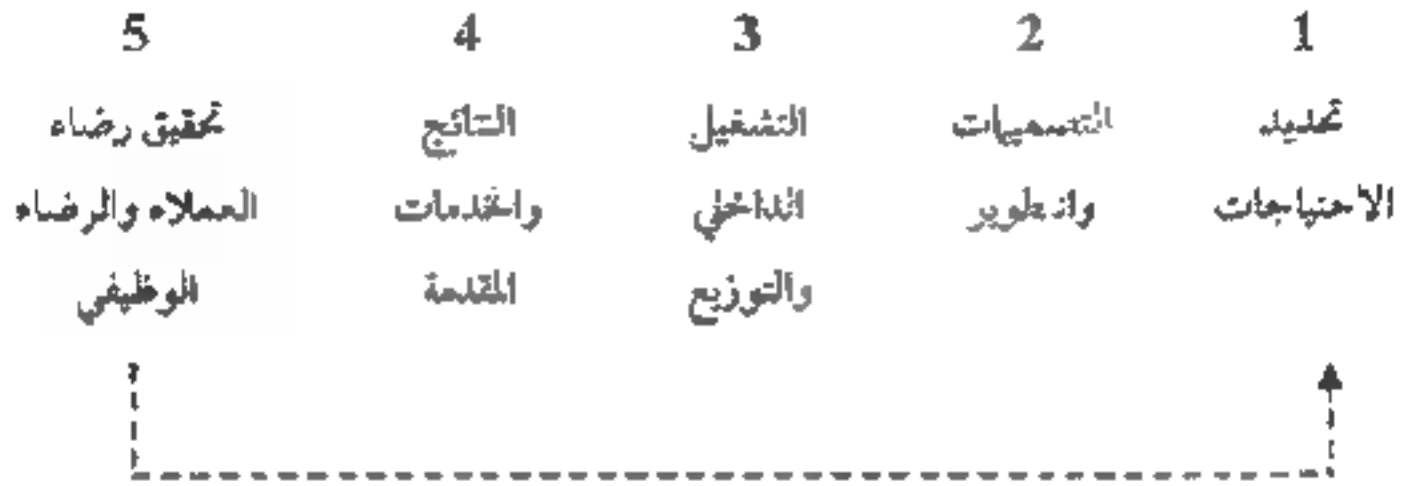 1 2 3 4 5
تحديد التصميمات التشغيل النتائج تحقيق رضاء
الاحتياجات والتطوير الداخلي والخدمات العملاء والرضاء
والتوزيع المقدمة الوظيفي